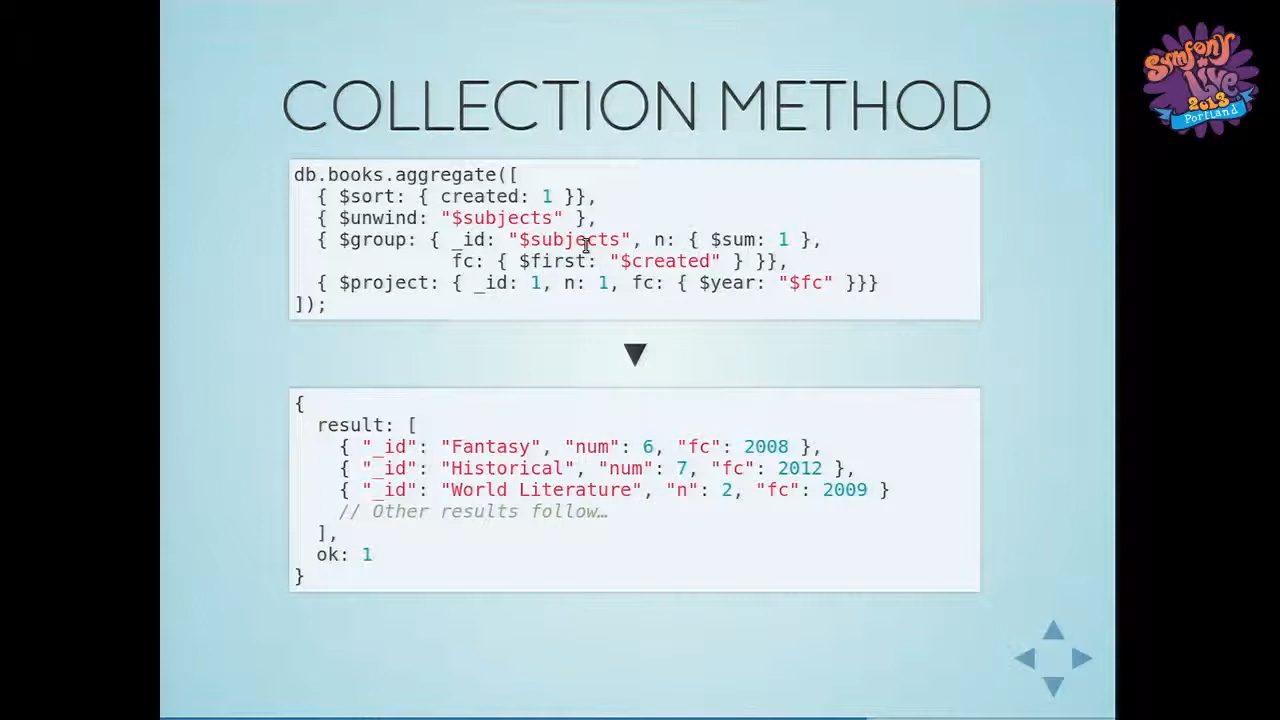 COLLECTION METHOD
db.books.aggregate([
  { $sort: { created: 1 }},
  { $unwind: "$subjects" },
  { $group: { _id: "$subjects", n: { $sum: 1 },
              fc: { $first: "$created" } }},
  { $project: { _id: 1, n: 1, fc: { $year: "$fc" }}}
]);
▼
{
  result: [
    { "_id": "Fantasy", "num": 6, "fc": 2008 },
    { "_id": "Historical", "num": 7, "fc": 2012 },
    { "_id": "World Literature", "n": 2, "fc": 2009 }
    // Other results follow…
  ],
  ok: 1
}
Symfony
Live
2013
Portland